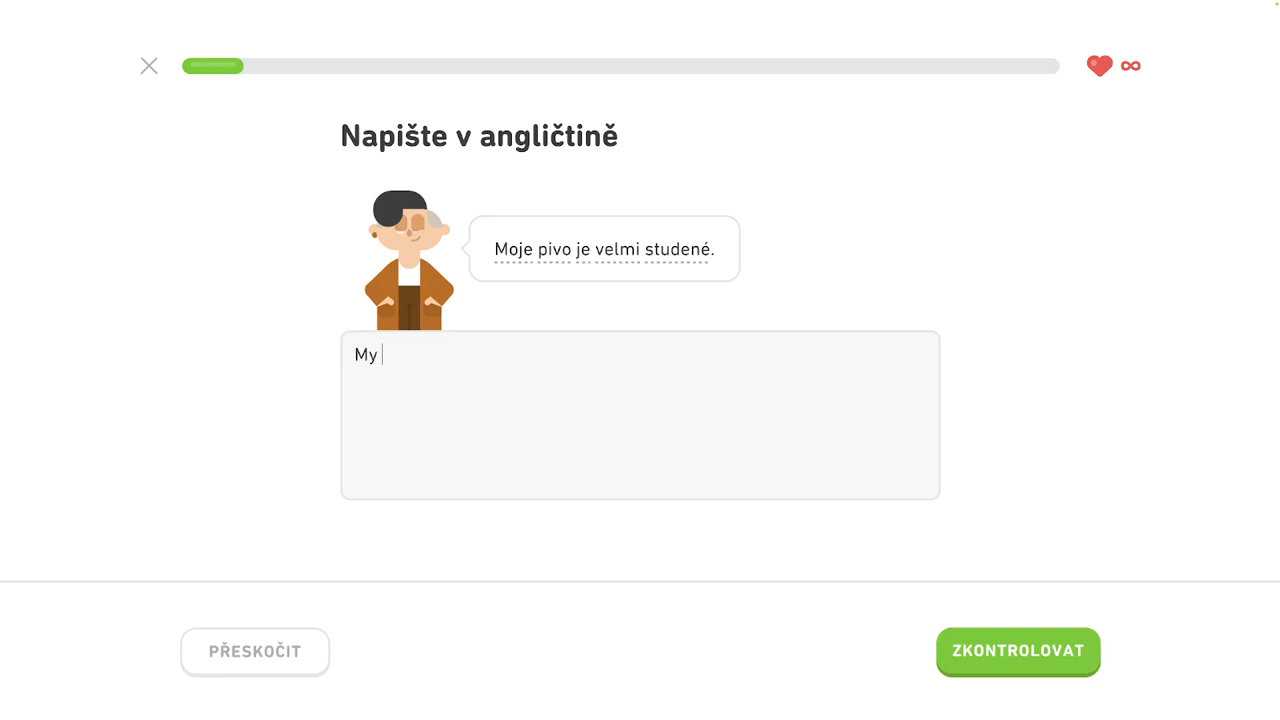 Napište v angličtině
Moje pivo je velmi studené.
My
PŘESKOČIT
ZKONTROLOVAT